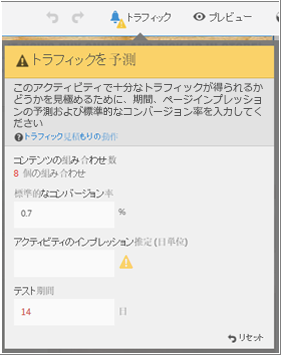 トラフィック
プレビュー
トラフィックを予測
このアクティビティで十分なトラフィックが得られるか
どうかを見極めるために、期間、ページインプレッション
の予測および標準的なコンバージョン率を入力してく
ださい
トラフィック見積もりの動作
コンテンツの組み合わせ数
8 個の組み合わせ
標準的なコンバージョン率
0.7 %
アクティビティのインプレッション推定 (日単位)
テスト期間
14 日
リセット